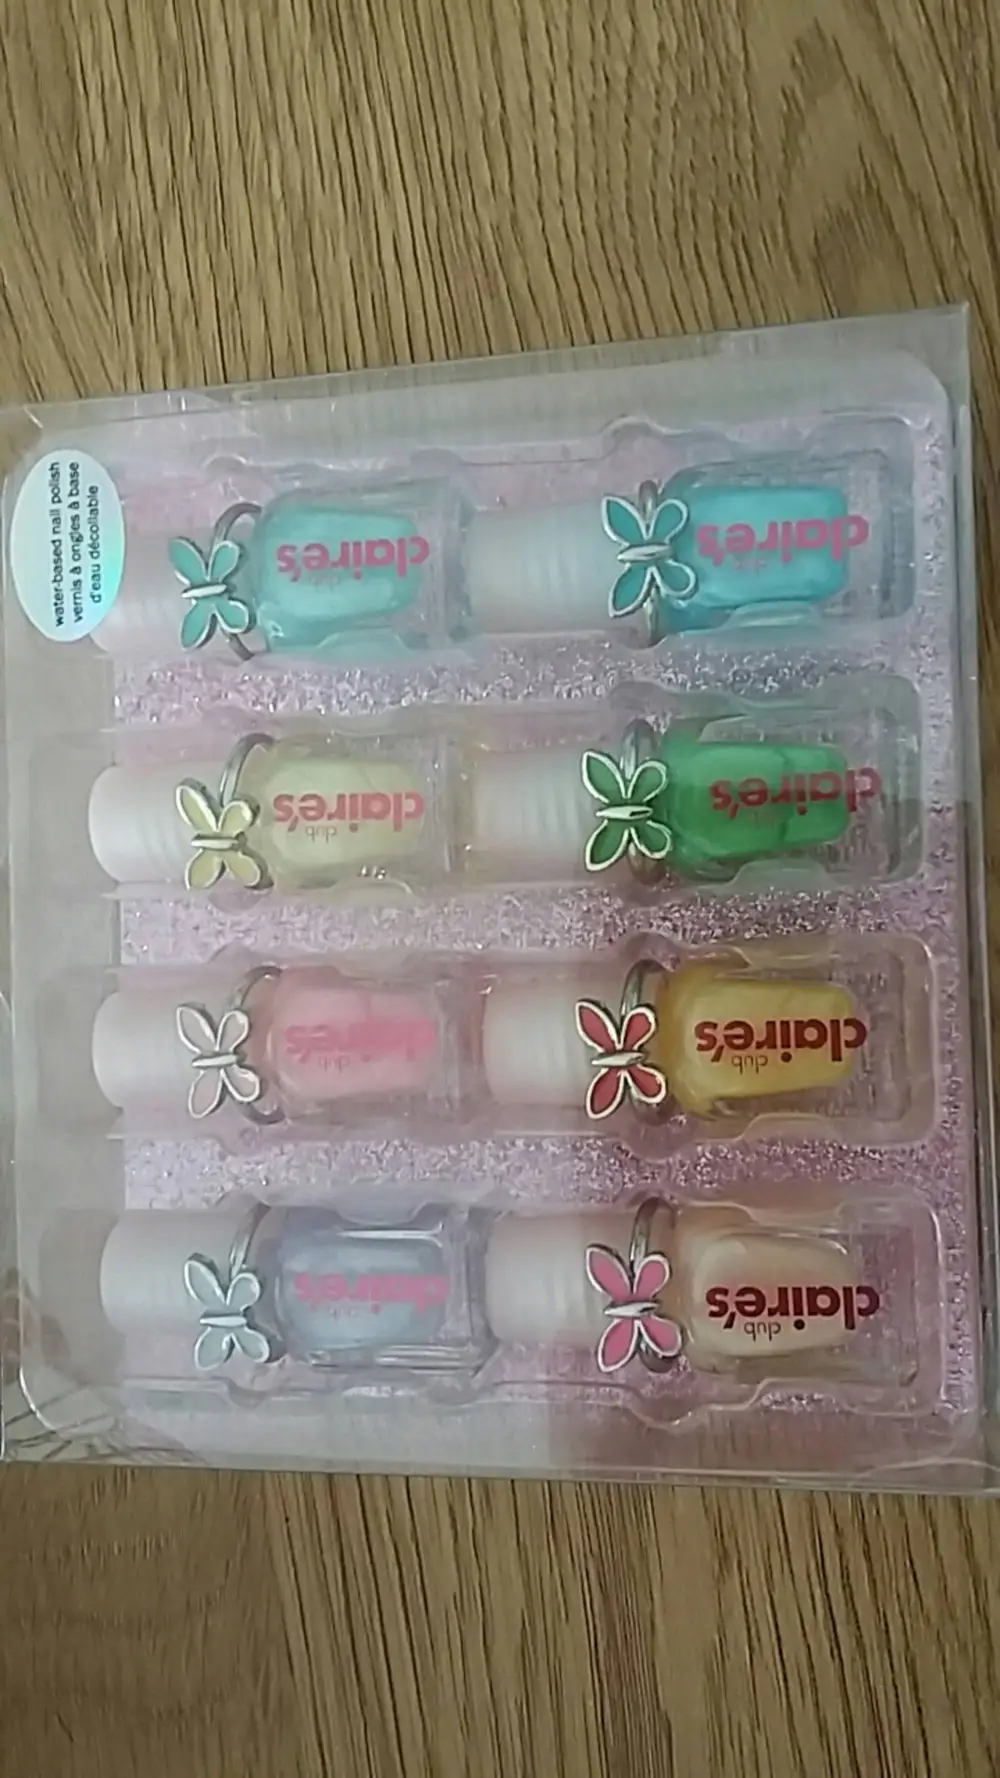 water-based nail polish
vernis à ongles à base
d'eau décollable
club
claire's
club
claire's
club
claire's
club
claire's
club
claire's
club
claire's
club
claire's
club
claire's